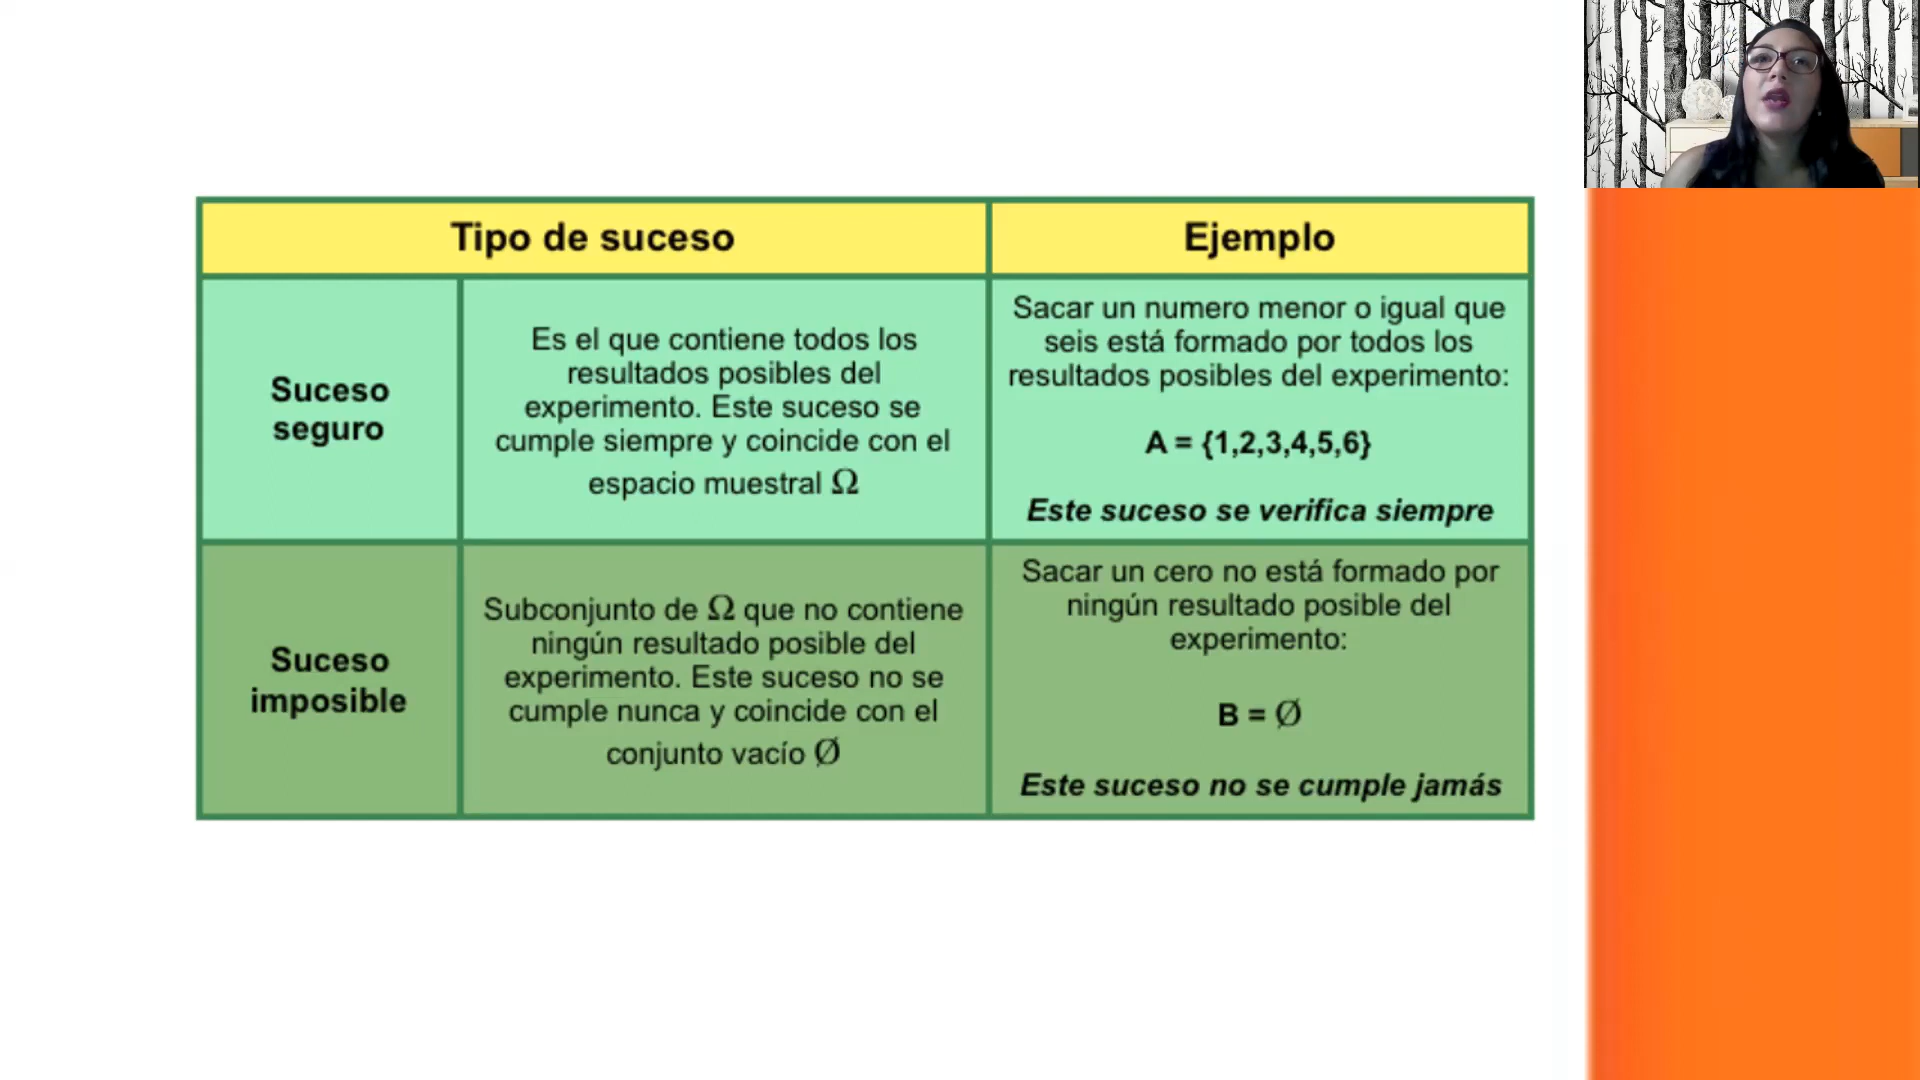 Tipo de suceso
Ejemplo
Suceso
seguro
Es el que contiene todos los
resultados posibles del
experimento. Este suceso se
cumple siempre y coincide con el
espacio muestral Ω
Sacar un numero menor o igual que
seis está formado por todos los
resultados posibles del experimento:
A = {1,2,3,4,5,6}
Este suceso se verifica siempre
Suceso
imposible
Subconjunto de Ω que no contiene
ningún resultado posible del
experimento. Este suceso no se
cumple nunca y coincide con el
conjunto vacío Ø
Sacar un cero no está formado por
ningún resultado posible del
experimento:
B = Ø
Este suceso no se cumple jamás